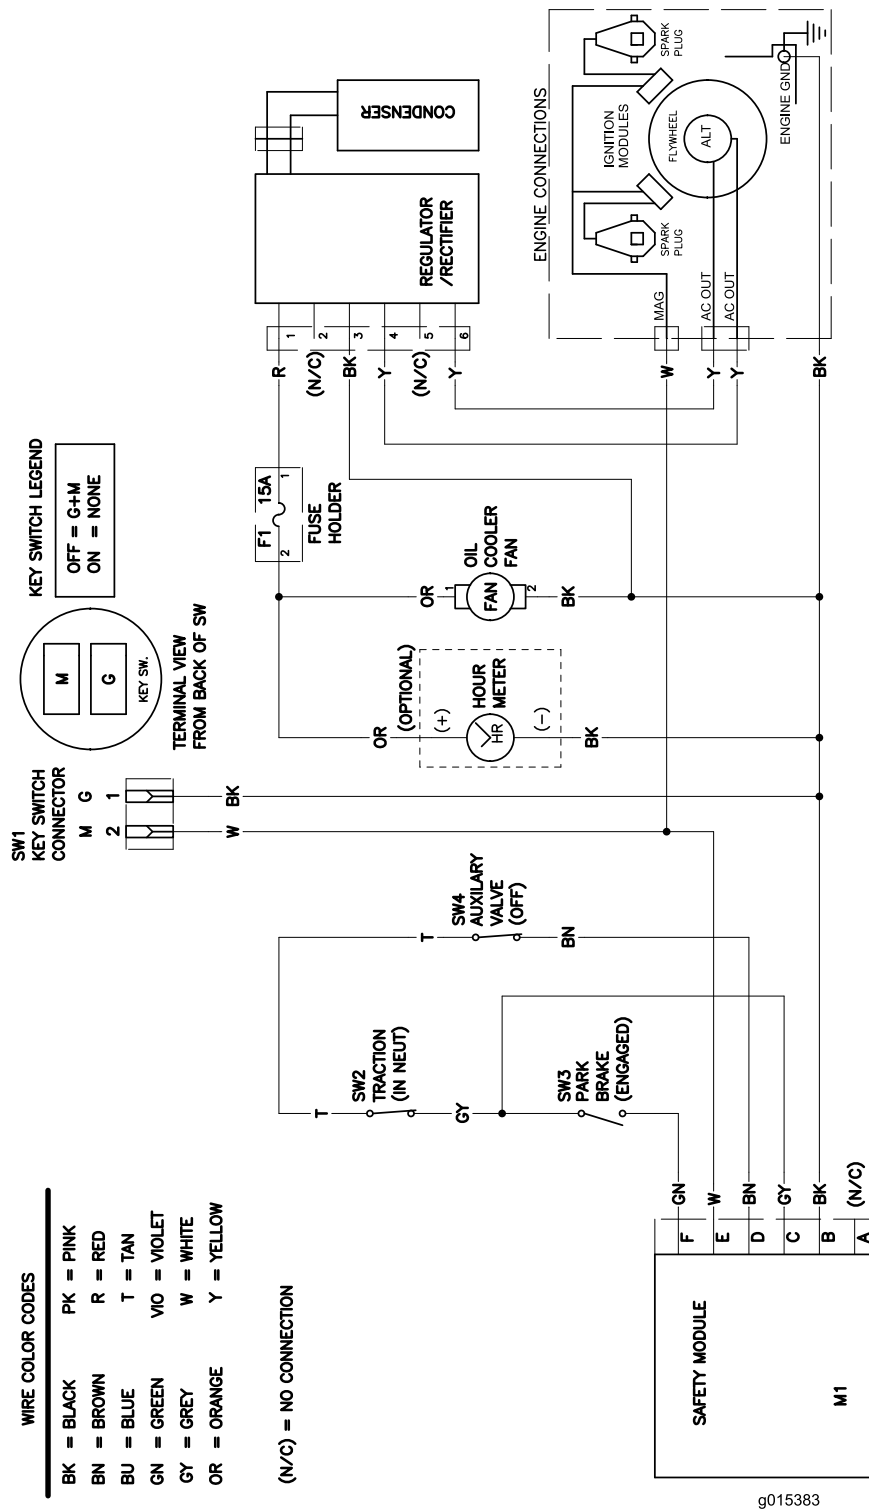 CONDENSER
REGULATOR
/RECTIFIER
1
2
3
4
5
6
R
(N/C)
BK
Y
(N/C)
Y
ENGINE CONNECTIONS
SPARK
PLUG
SPARK
PLUG
IGNITION
MODULES
FLYWHEEL
ALT
ENGINE GND
MAG
AC OUT
AC OUT
W
Y
Y
BK
KEY SWITCH LEGEND
OFF = G+M
ON = NONE
M
G
KEY SW.
TERMINAL VIEW
FROM BACK OF SW
F1 15A
2
1
FUSE
HOLDER
OR
1
FAN
2
BK
OIL
COOLER
FAN
OR
(OPTIONAL)
(+)
HR
(-)
HOUR
METER
BK
SW1
KEY SWITCH
CONNECTOR
M G
2 1
W
BK
T
SW4
AUXILARY
VALVE
(OFF)
BN
T
SW2
TRACTION
(IN NEUT)
GY
SW3
PARK
BRAKE
(ENGAGED)
GN
W
BN
GY
BK
(N/C)
F
E
D
C
B
A
SAFETY MODULE
M1
WIRE COLOR CODES
BK = BLACK PK = PINK
BN = BROWN R = RED
BU = BLUE T = TAN
GN = GREEN VIO = VIOLET
GY = GREY W = WHITE
OR = ORANGE Y = YELLOW
(N/C) = NO CONNECTION
g015383